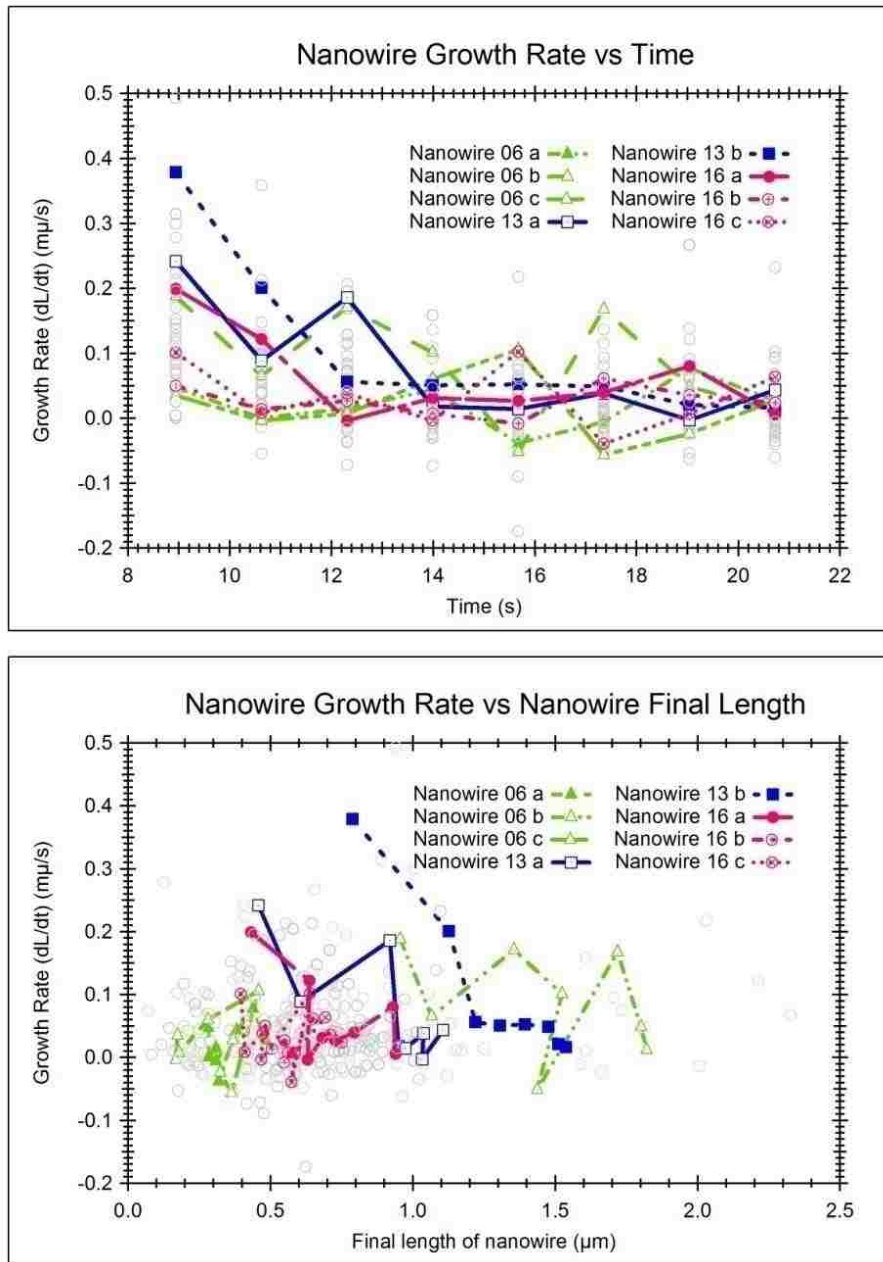 Nanowire Growth Rate vs Time
Growth Rate (dL/dt) (mµ/s)
0.5
0.4
0.3
0.2
0.1
0.0
-0.1
-0.2
Nanowire 06 a
Nanowire 06 b
Nanowire 06 c
Nanowire 13 a
Nanowire 13 b
Nanowire 16 a
Nanowire 16 b
Nanowire 16 c
8 10 12 14 16 18 20 22
Time (s)
Nanowire Growth Rate vs Nanowire Final Length
Growth Rate (dL/dt) (mµ/s)
0.5
0.4
0.3
0.2
0.1
0.0
-0.1
-0.2
Nanowire 06 a
Nanowire 06 b
Nanowire 06 c
Nanowire 13 a
Nanowire 13 b
Nanowire 16 a
Nanowire 16 b
Nanowire 16 c
0.0 0.5 1.0 1.5 2.0 2.5
Final length of nanowire (µm)